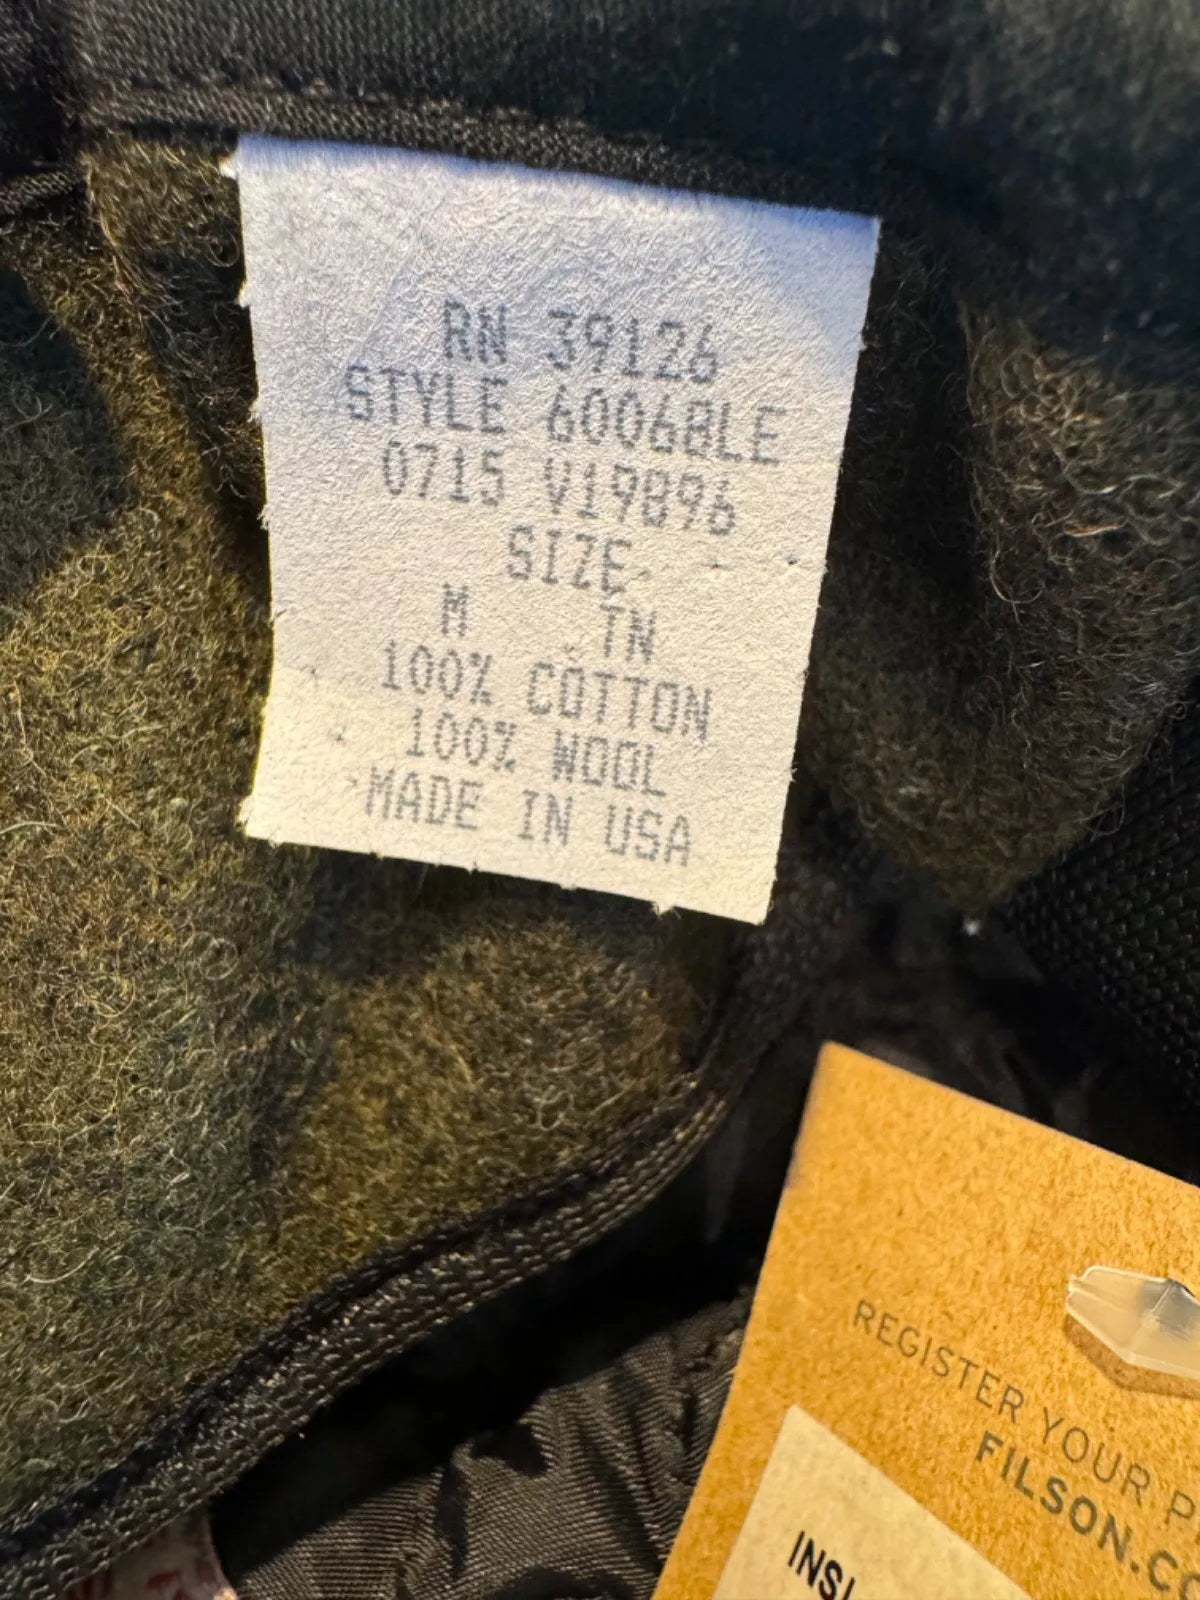 RN 39126
STYLE 60068LE
0715 V19896
SIZE
M TN
100% COTTON
100% WOOL
MADE IN USA
REGISTER YOUR P
FILSON.CO